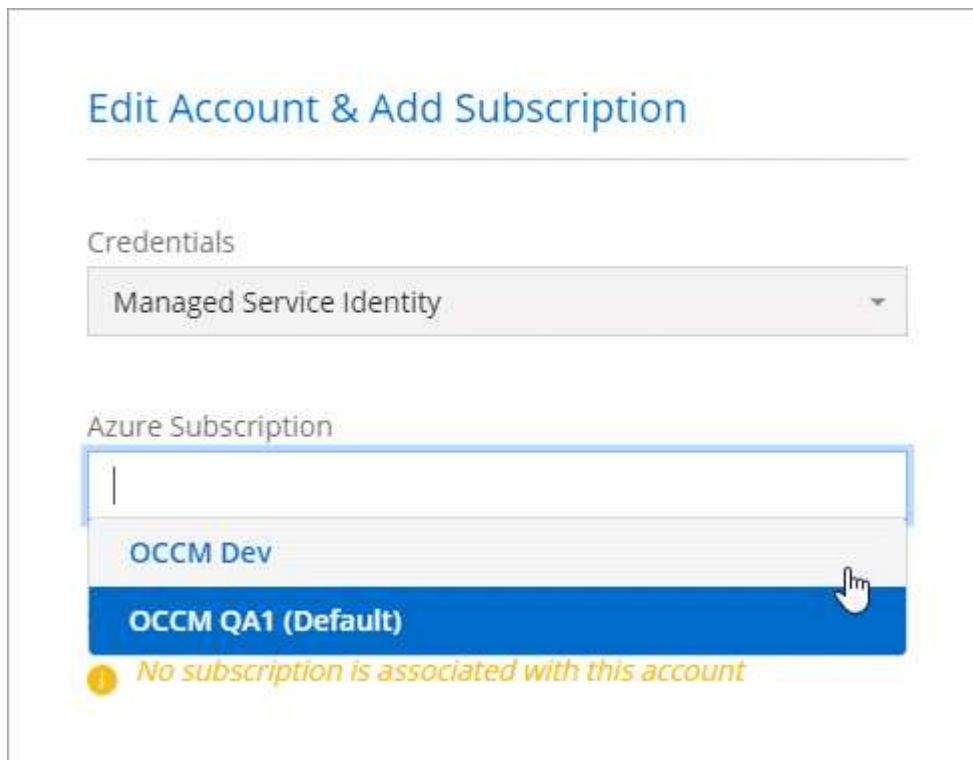 Edit Account & Add Subscription
Credentials
Managed Service Identity
Azure Subscription
OCCM Dev
OCCM QA1 (Default)
No subscription is associated with this account